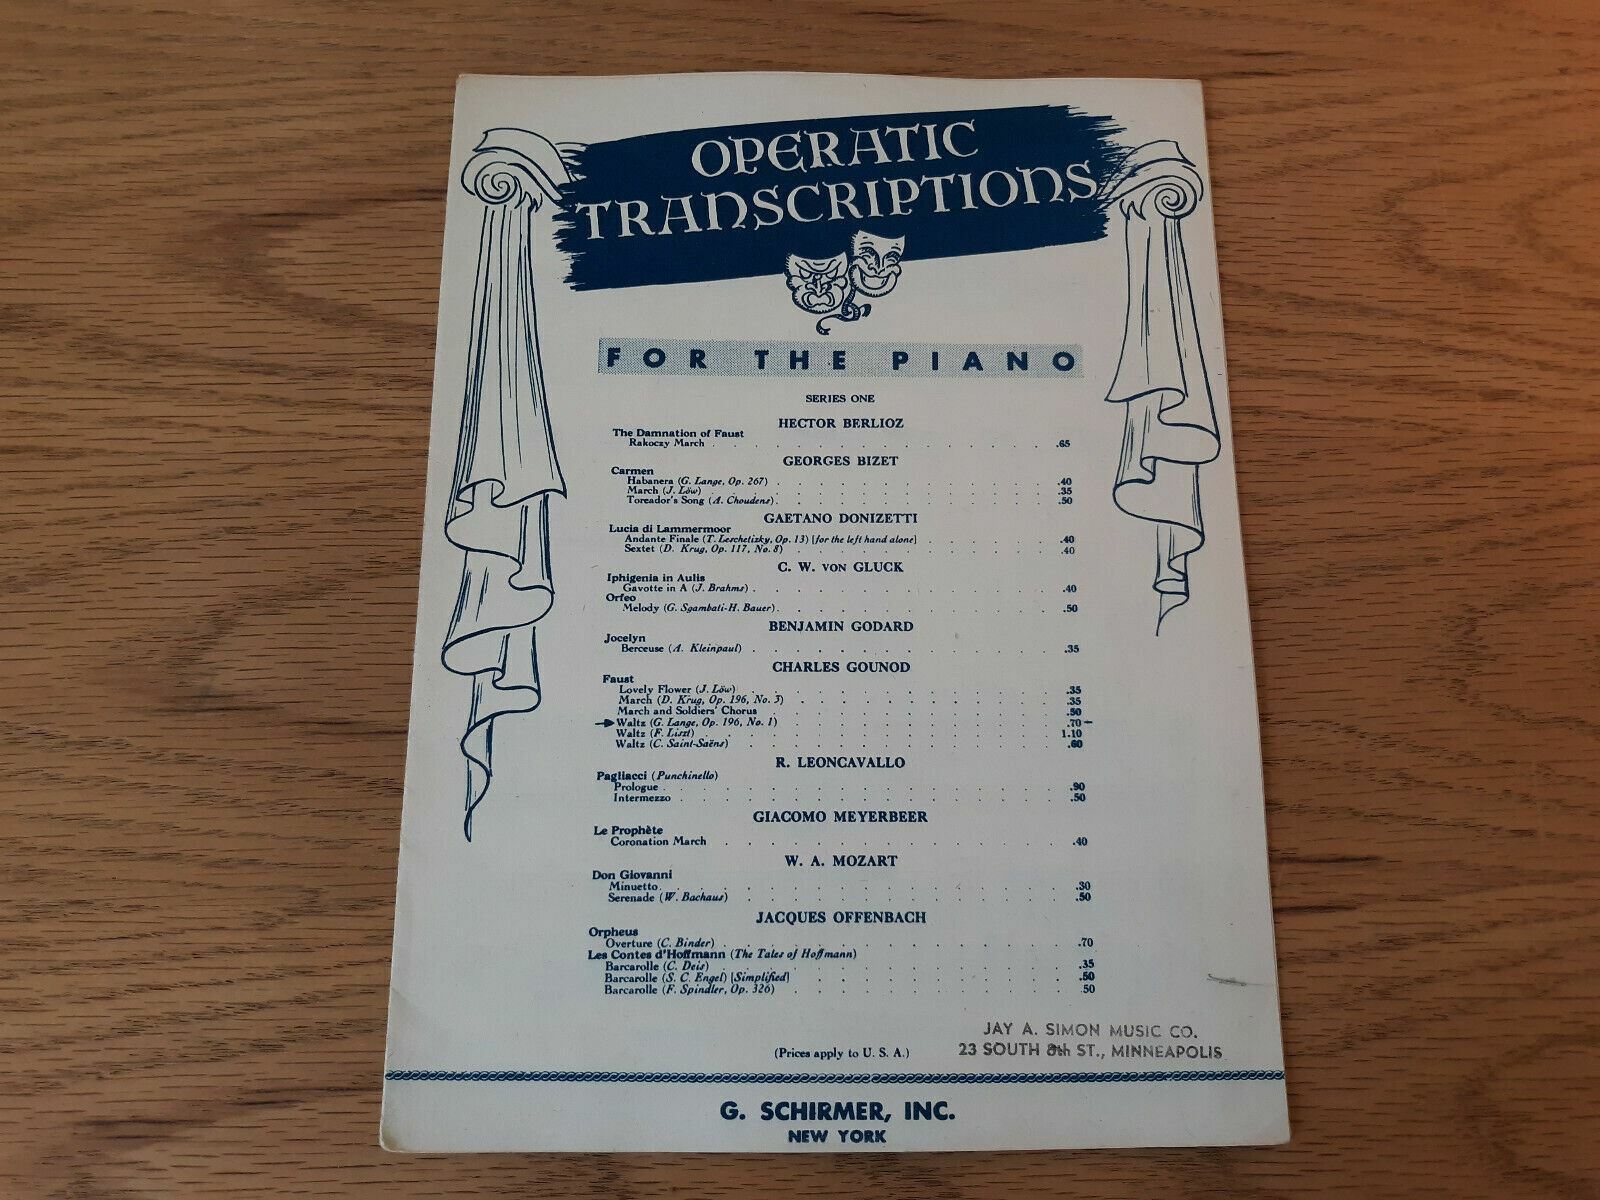 OPERATIC
TRANSCRIPTIONS
FOR THE PIANO
SERIES ONE
HECTOR BERLIOZ
The Damnation of Faust
Rakoczy March .65
GEORGES BIZET
Carmen
Habanera (G. Lange, Op. 267) .40
March (J. Löw) .35
Toreador's Song (A. Choudens) .50
GAETANO DONIZETTI
Lucia di Lammermoor
Andante Finale (T. Leschetizky, Op. 13) [for the left hand alone] .40
Sextet (D. Krug, Op. 117, No. 8) .40
C. W. VON GLUCK
Iphigenia in Aulis
Gavotte in A (J. Brahms) .40
Orfeo
Melody (G. Sgambati-H. Bauer) .50
BENJAMIN GODARD
Jocelyn
Berceuse (A. Kleinpaul) .35
CHARLES GOUNOD
Faust
Lovely Flower (J. Löw) .35
March (D. Krug, Op. 196, No. 3) .35
March and Soldiers' Chorus .50
Waltz (G. Lange, Op. 196, No. 1) .70
Waltz (F. Liszt) 1.10
Waltz (C. Saint-Saëns) .60
R. LEONCAVALLO
Pagliacci (Punchinello)
Prologue .90
Intermezzo .50
GIACOMO MEYERBEER
Le Prophète
Coronation March .40
W. A. MOZART
Don Giovanni
Minuetto .30
Serenade (W. Bachaus) .50
JACQUES OFFENBACH
Orpheus
Overture (C. Binder) .70
Les Contes d'Hoffmann (The Tales of Hoffmann)
Barcarolle (C. Deis) .35
Barcarolle (S. C. Engel) [Simplified] .50
Barcarolle (F. Spindler, Op. 326) .50
JAY A. SIMON MUSIC CO.
(Prices apply to U. S. A.)
23 SOUTH 8th ST., MINNEAPOLIS
G. SCHIRMER, INC.
NEW YORK